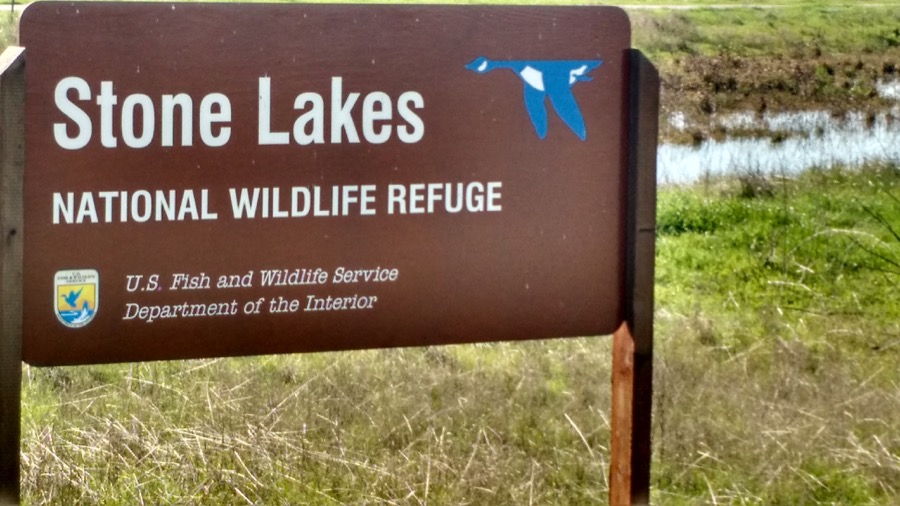 Stone Lakes
NATIONAL WILDLIFE REFUGE
U.S. Fish and Wildlife Service
Department of the Interior